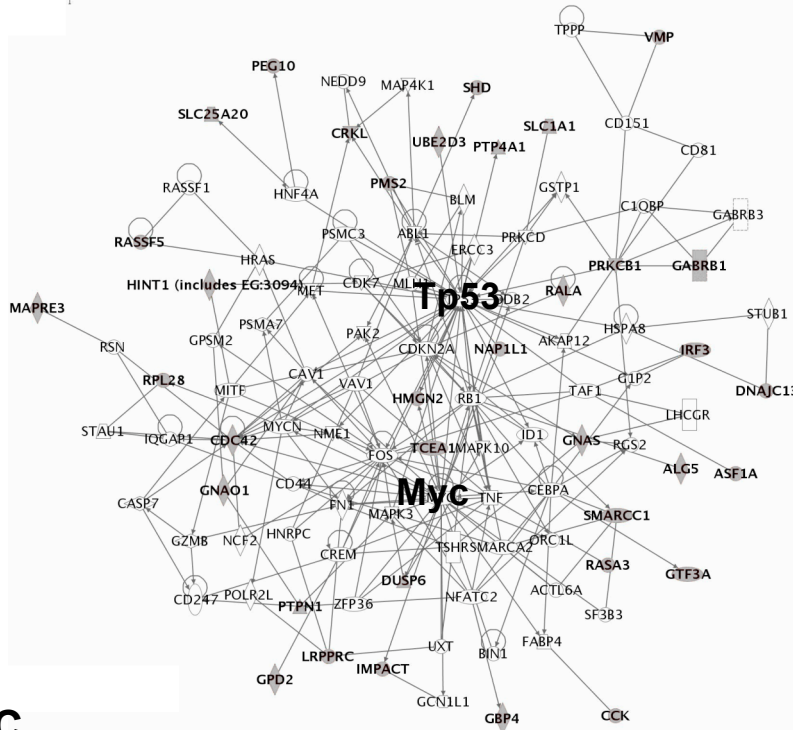 TPPP
VMP
PEG10
NEDD9
MAP4K1
SHD
SLC25A20
CRKL
UBE2D3
PTP4A1
SLC1A1
CD151
CD81
RASSF1
HNF4A
PMS2
BLM
GSTP1
C1QBP
GABRB3
RASSF5
PSMC3
ABL1
PRKCD
ERCC3
HRAS
PRKCB1
GABRB1
HINT1 (includes EG:3094)
MET
CDK7
Tp53
DDB2
RALA
MAPRE3
PSMA7
GPSM2
PAK2
STUB1
HSPA8
AKAP12
RSN
CDKN2A
NAP1L1
IRF3
RPL28
CAV1
VAV1
MITF
HMGN2
RB1
TAF1
G1P2
DNAJC13
LHCGR
STAU1
IQGAP1
CDC42
MYCN
NME1
FOS
TCEA1
MAPK10
ID1
GNAS
RGS2
ALG5
ASF1A
GNAO1
CD44
Myc
TNF
CEBPA
CASP7
FN1
MAPK3
SMARCC1
GZMB
NCF2
HNRPC
CREM
TSHR
SMARCA2
ORC1L
RASA3
GTF3A
DUSP6
CD247
POLR2L
PTPN1
ZFP36
NFATC2
ACTL6A
SF3B3
LRPPRC
IMPACT
UXT
BIN1
FABP4
GPD2
GCN1L1
GBP4
CCK
C